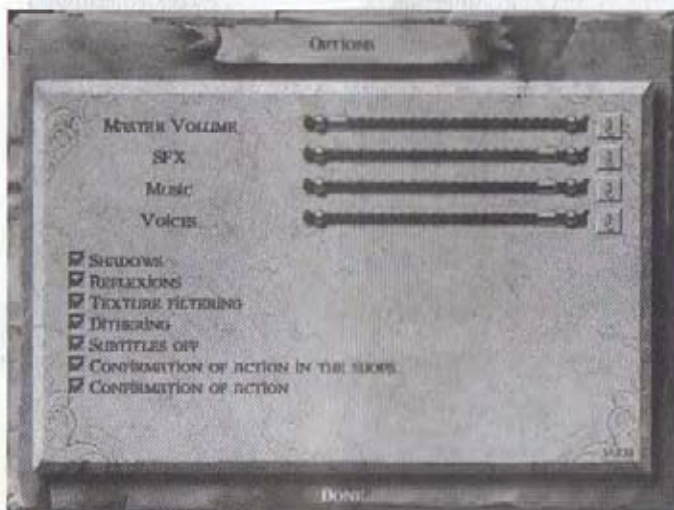 OPTIONS
MASTER VOLUME
SFX
MUSIC
VOICES
SHADOWS
REFLEXIONS
TEXTURE FILTERING
DITHERING
SUBTITLES OFF
CONFIRMATION OF ACTION IN THE SHOPS
CONFIRMATION OF ACTION
DONE